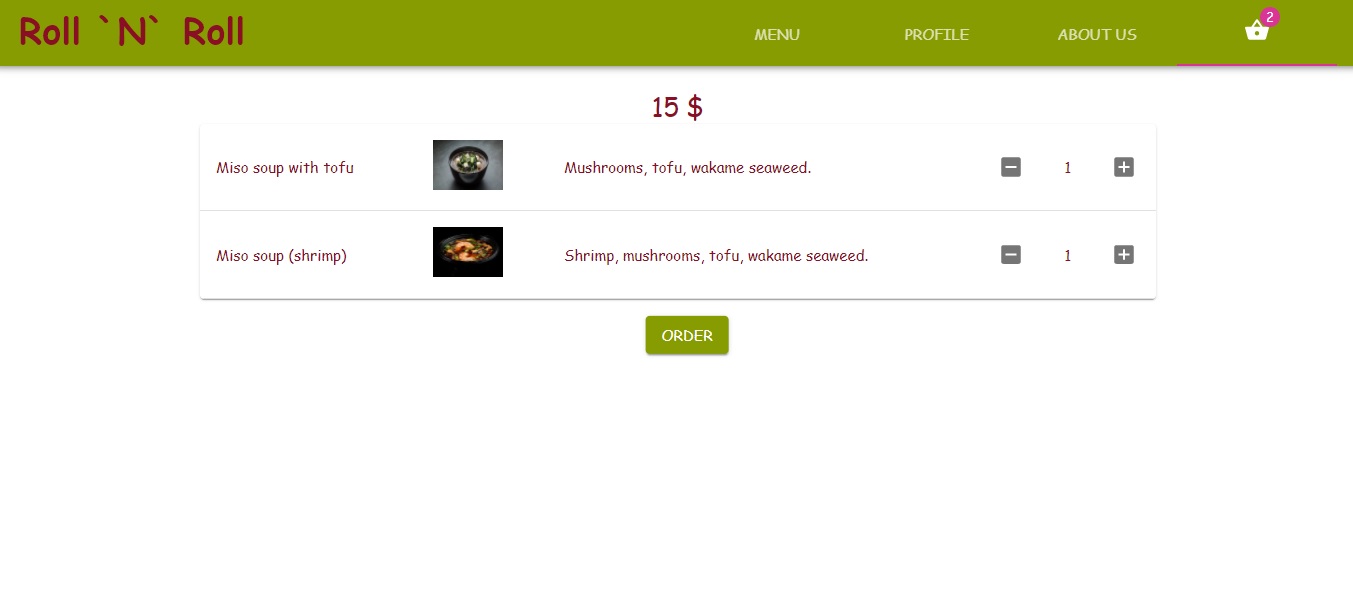 Roll `N` Roll MENU PROFILE ABOUT US 2
15 $
Miso soup with tofu Mushrooms, tofu, wakame seaweed. 1
Miso soup (shrimp) Shrimp, mushrooms, tofu, wakame seaweed. 1
ORDER